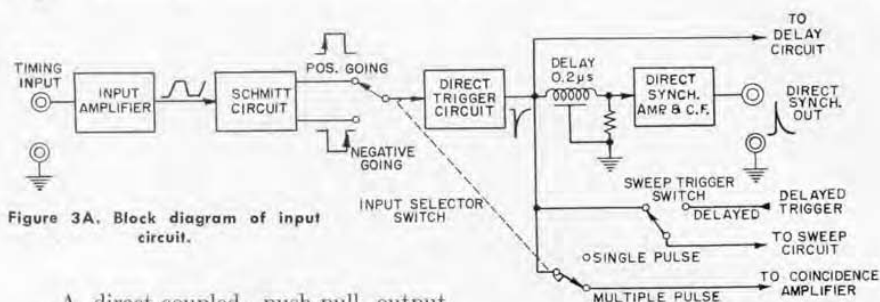 TIMING
INPUT
INPUT
AMPLIFIER
SCHMITT
CIRCUIT
POS. GOING
NEGATIVE
GOING
INPUT SELECTOR
SWITCH
DIRECT
TRIGGER
CIRCUIT
DELAY
0.2µs
DIRECT
SYNCH.
AMP. & C.F.
TO
DELAY
CIRCUIT
DIRECT
SYNCH.
OUT
SWEEP TRIGGER
SWITCH
DELAYED
DELAYED
TRIGGER
TO SWEEP
CIRCUIT
SINGLE PULSE
MULTIPLE PULSE
TO COINCIDENCE
AMPLIFIER
Figure 3A. Block diagram of input
circuit.
A direct-coupled, push-pull output